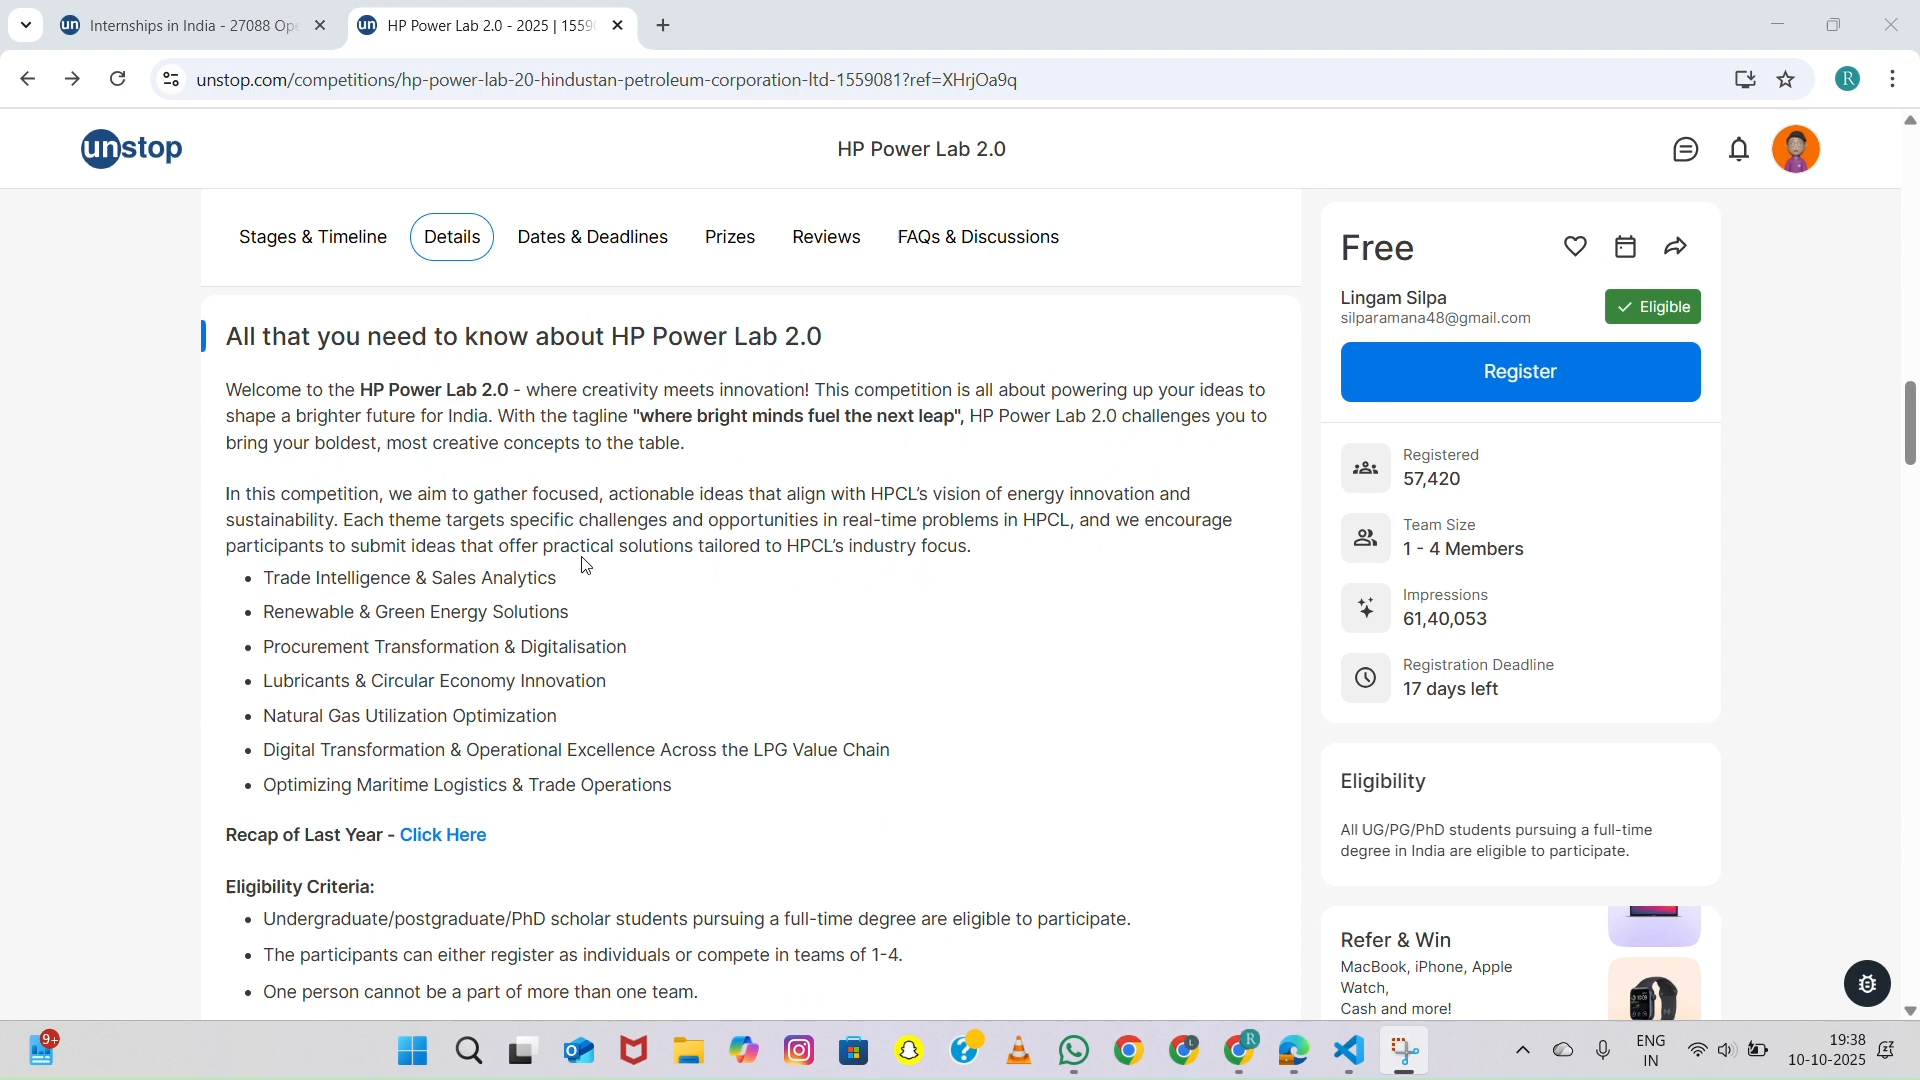 Internships in India - 27088 Op
HP Power Lab 2.0 - 2025 | 1559
unstop.com/competitions/hp-power-lab-20-hindustan-petroleum-corporation-ltd-1559081?ref=XHrjOa9q
R
unstop
HP Power Lab 2.0
Stages & Timeline
Details
Dates & Deadlines
Prizes
Reviews
FAQs & Discussions
All that you need to know about HP Power Lab 2.0
Welcome to the HP Power Lab 2.0 - where creativity meets innovation! This competition is all about powering up your ideas to
shape a brighter future for India. With the tagline "where bright minds fuel the next leap", HP Power Lab 2.0 challenges you to
bring your boldest, most creative concepts to the table.
In this competition, we aim to gather focused, actionable ideas that align with HPCL's vision of energy innovation and
sustainability. Each theme targets specific challenges and opportunities in real-time problems in HPCL, and we encourage
participants to submit ideas that offer practical solutions tailored to HPCL's industry focus.
• Trade Intelligence & Sales Analytics
• Renewable & Green Energy Solutions
• Procurement Transformation & Digitalisation
• Lubricants & Circular Economy Innovation
• Natural Gas Utilization Optimization
• Digital Transformation & Operational Excellence Across the LPG Value Chain
• Optimizing Maritime Logistics & Trade Operations
Recap of Last Year - Click Here
Eligibility Criteria:
• Undergraduate/postgraduate/PhD scholar students pursuing a full-time degree are eligible to participate.
• The participants can either register as individuals or compete in teams of 1-4.
• One person cannot be a part of more than one team.
Free
Lingam Silpa
silparamana48@gmail.com
Eligible
Register
Registered
57,420
Team Size
1 - 4 Members
Impressions
61,40,053
Registration Deadline
17 days left
Eligibility
All UG/PG/PhD students pursuing a full-time
degree in India are eligible to participate.
Refer & Win
MacBook, iPhone, Apple
Watch,
Cash and more!
9+
ENG
IN
19:38
10-10-2025